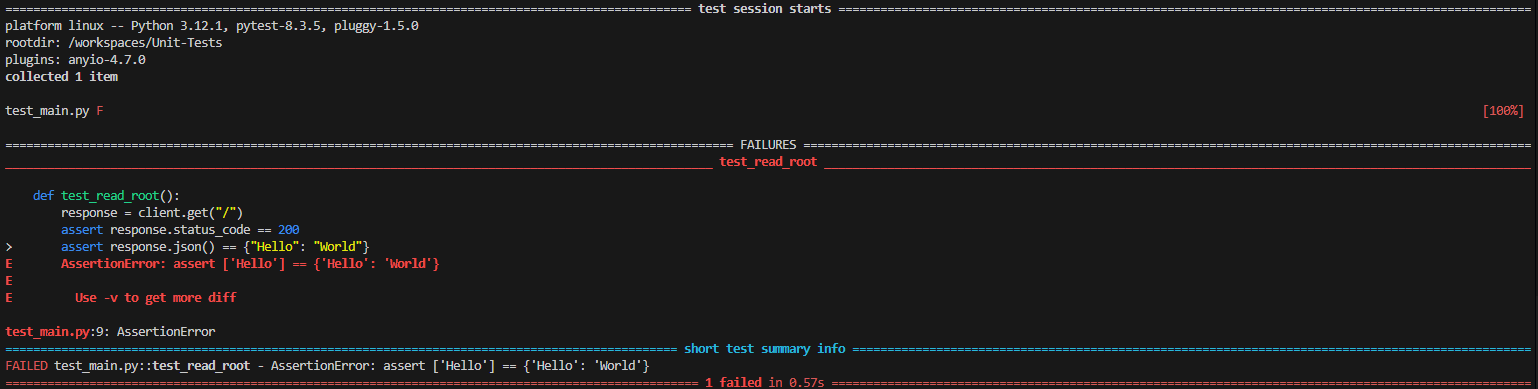 =================== test session starts ===================
platform linux -- Python 3.12.1, pytest-8.3.5, pluggy-1.5.0
rootdir: /workspaces/Unit-Tests
plugins: anyio-4.7.0
collected 1 item

test_main.py F [100%]

=================== FAILURES ===================
___________________ test_read_root ___________________

    def test_read_root():
        response = client.get("/")
        assert response.status_code == 200
>       assert response.json() == {"Hello": "World"}
E       AssertionError: assert ['Hello'] == {'Hello': 'World'}
E
E         Use -v to get more diff

test_main.py:9: AssertionError
=================== short test summary info ===================
FAILED test_main.py::test_read_root - AssertionError: assert ['Hello'] == {'Hello': 'World'}
=================== 1 failed in 0.57s ===================